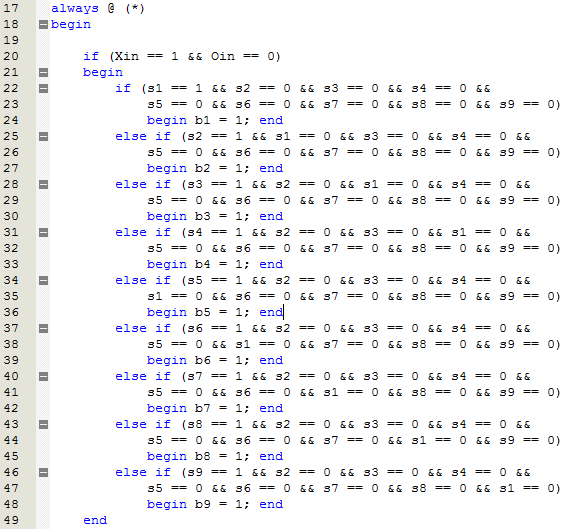 17 always @ (*)
18 begin
19
20 if (Xin == 1 && Oin == 0)
21 begin
22 if (s1 == 1 && s2 == 0 && s3 == 0 && s4 == 0 &&
23 s5 == 0 && s6 == 0 && s7 == 0 && s8 == 0 && s9 == 0)
24 begin b1 = 1; end
25 else if (s2 == 1 && s1 == 0 && s3 == 0 && s4 == 0 &&
26 s5 == 0 && s6 == 0 && s7 == 0 && s8 == 0 && s9 == 0)
27 begin b2 = 1; end
28 else if (s3 == 1 && s2 == 0 && s1 == 0 && s4 == 0 &&
29 s5 == 0 && s6 == 0 && s7 == 0 && s8 == 0 && s9 == 0)
30 begin b3 = 1; end
31 else if (s4 == 1 && s2 == 0 && s3 == 0 && s1 == 0 &&
32 s5 == 0 && s6 == 0 && s7 == 0 && s8 == 0 && s9 == 0)
33 begin b4 = 1; end
34 else if (s5 == 1 && s2 == 0 && s3 == 0 && s4 == 0 &&
35 s1 == 0 && s6 == 0 && s7 == 0 && s8 == 0 && s9 == 0)
36 begin b5 = 1; end
37 else if (s6 == 1 && s2 == 0 && s3 == 0 && s4 == 0 &&
38 s5 == 0 && s1 == 0 && s7 == 0 && s8 == 0 && s9 == 0)
39 begin b6 = 1; end
40 else if (s7 == 1 && s2 == 0 && s3 == 0 && s4 == 0 &&
41 s5 == 0 && s6 == 0 && s1 == 0 && s8 == 0 && s9 == 0)
42 begin b7 = 1; end
43 else if (s8 == 1 && s2 == 0 && s3 == 0 && s4 == 0 &&
44 s5 == 0 && s6 == 0 && s7 == 0 && s1 == 0 && s9 == 0)
45 begin b8 = 1; end
46 else if (s9 == 1 && s2 == 0 && s3 == 0 && s4 == 0 &&
47 s5 == 0 && s6 == 0 && s7 == 0 && s8 == 0 && s1 == 0)
48 begin b9 = 1; end
49 end